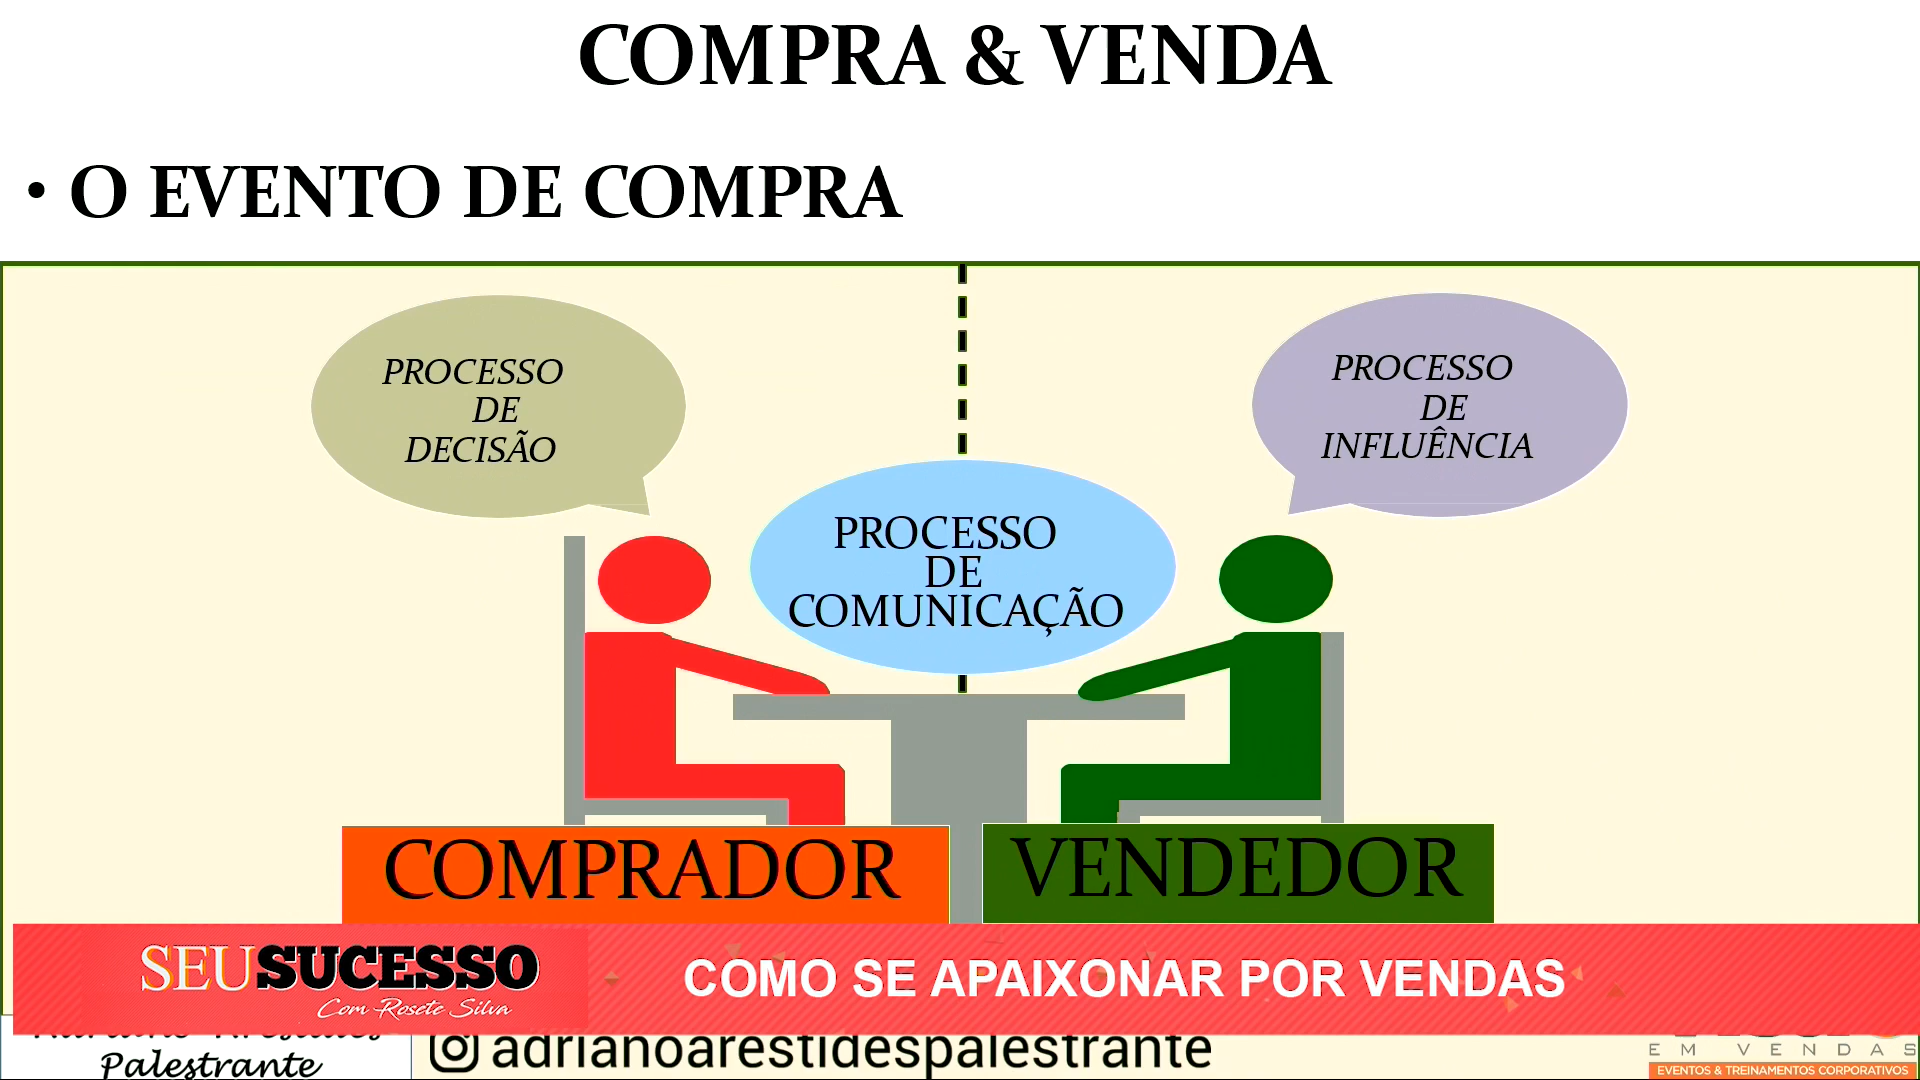 COMPRA & VENDA
• O EVENTO DE COMPRA
PROCESSO
DE
DECISÃO
PROCESSO
DE
INFLUÊNCIA
PROCESSO
DE
COMUNICAÇÃO
COMPRADOR
VENDEDOR
SEUSUCESSO
Com Rosete Silva
COMO SE APAIXONAR POR VENDAS
Palestrante
adrianoarestidespalestrante
EM VENDAS
EVENTOS & TREINAMENTOS CORPORATIVOS